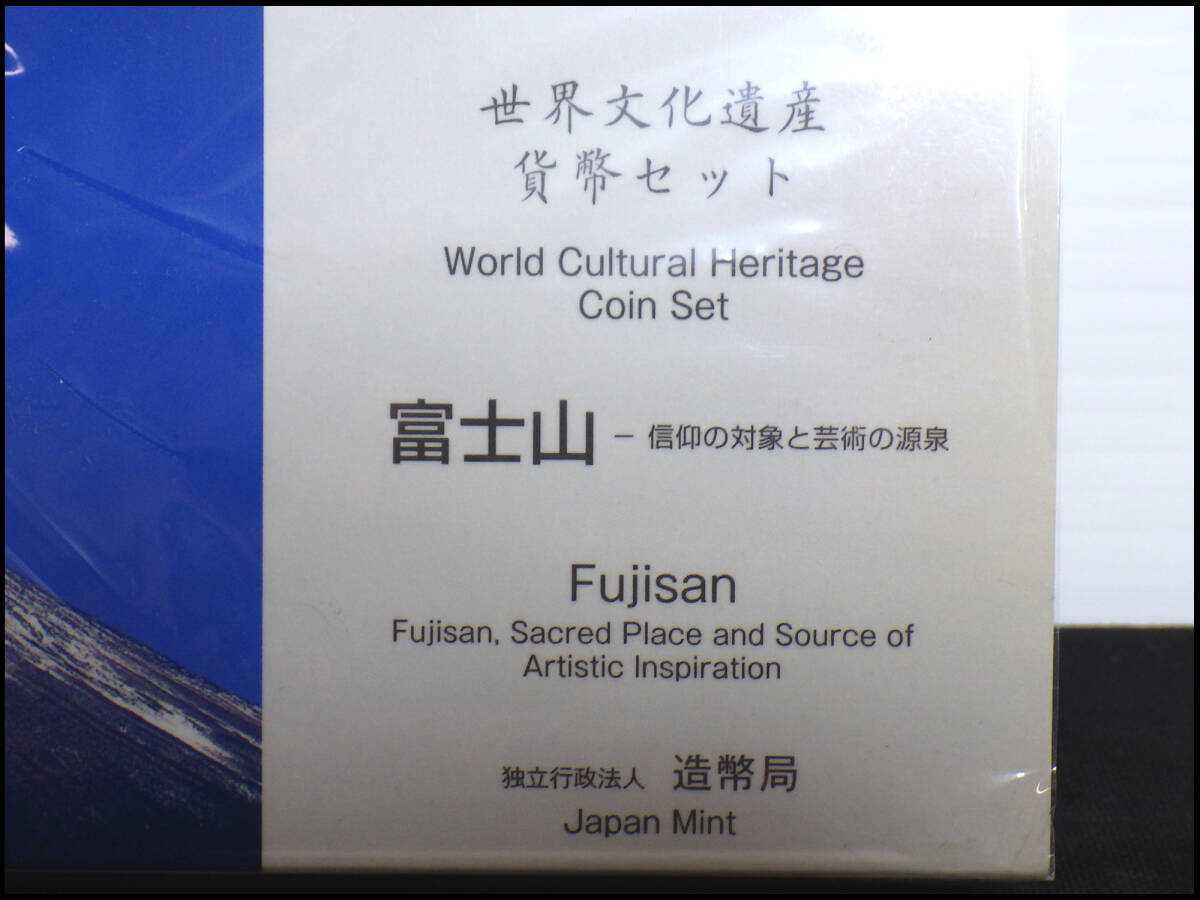 世界文化遺産
貨幣セット
World Cultural Heritage
Coin Set
富士山 − 信仰の対象と芸術の源泉
Fujisan
Fujisan, Sacred Place and Source of
Artistic Inspiration
独立行政法人 造幣局
Japan Mint